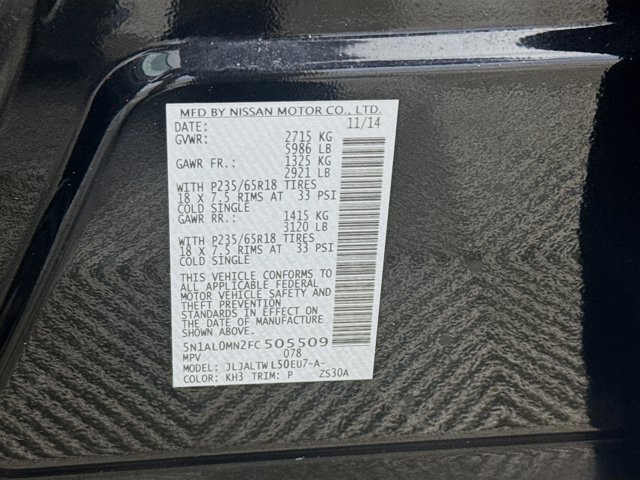 MFD BY NISSAN MOTOR CO., LTD.
DATE: 11/14
GVWR: 2715 KG
5986 LB
GAWR FR.: 1325 KG
2921 LB
WITH P235/65R18 TIRES
18 X 7.5 RIMS AT 33 PSI
COLD SINGLE
GAWR RR.: 1415 KG
3120 LB
WITH P235/65R18 TIRES
18 X 7.5 RIMS AT 33 PSI
COLD SINGLE
THIS VEHICLE CONFORMS TO
ALL APPLICABLE FEDERAL
MOTOR VEHICLE SAFETY AND
THEFT PREVENTION
STANDARDS IN EFFECT ON
THE DATE OF MANUFACTURE
SHOWN ABOVE.
5N1AL0MN2FC505509
MPV 078
MODEL: JLJALTWL50EU7-A-
COLOR: KH3 TRIM: P ZS30A